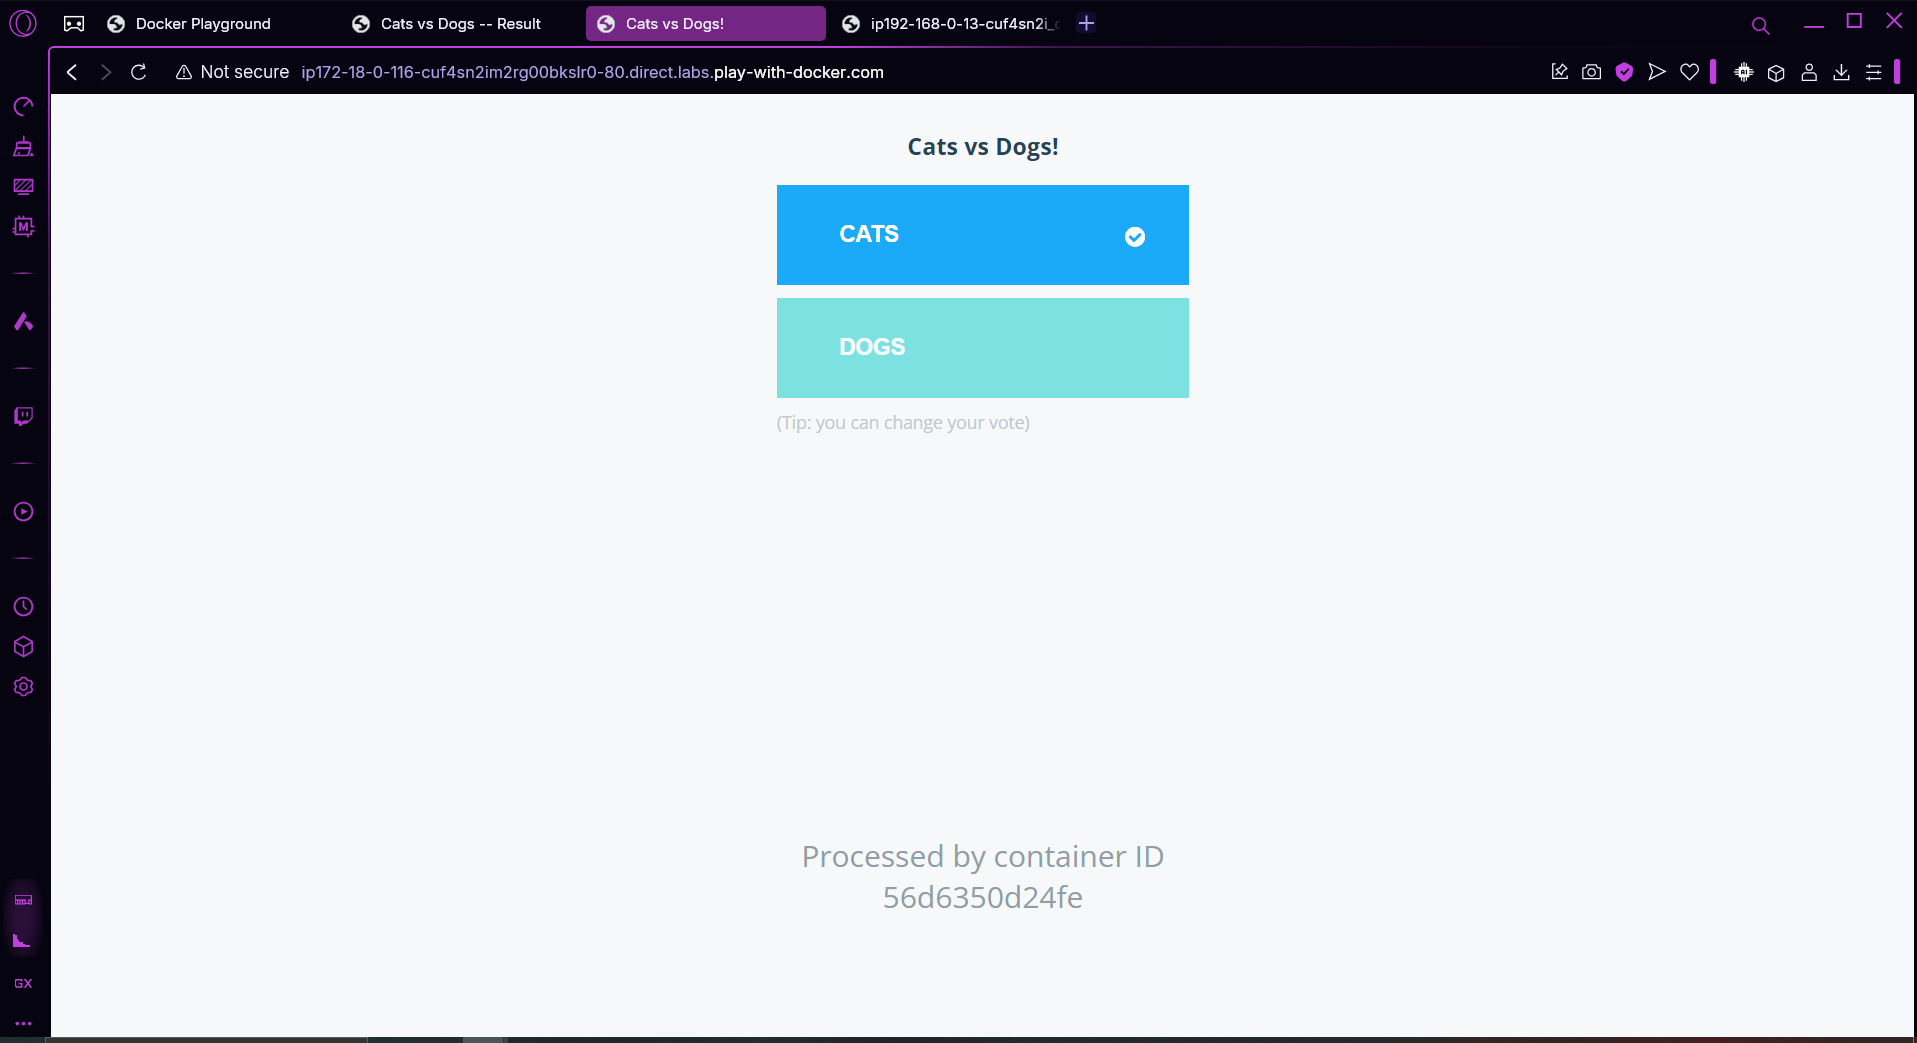 Docker Playground
Cats vs Dogs -- Result
Cats vs Dogs!
ip192-168-0-13-cuf4sn2i_
Not secure
ip172-18-0-116-cuf4sn2im2rg00bkslr0-80.direct.labs.play-with-docker.com
M
Cats vs Dogs!
CATS
DOGS
(Tip: you can change your vote)
Processed by container ID
56d6350d24fe
GX